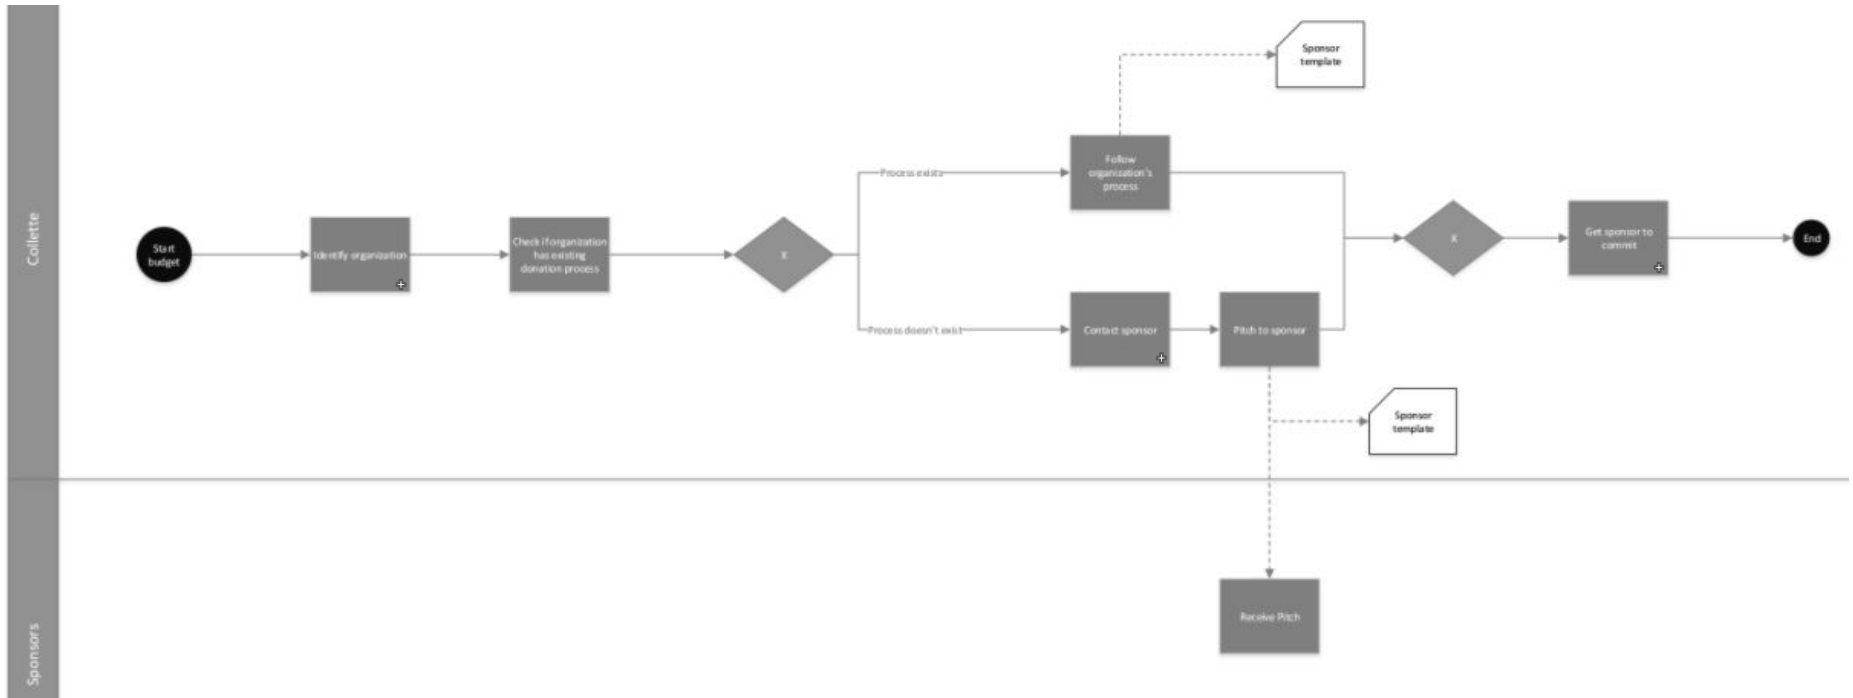 Collette
Start
budget
Identify organization
Check if organization
has existing
donation process
X
Process exists
Follow
organization's
process
Sponsor
template
Process doesn't exist
Contact sponsor
Pitch to sponsor
Sponsor
template
X
Get sponsor to
commit
End
Sponsors
Receive Pitch